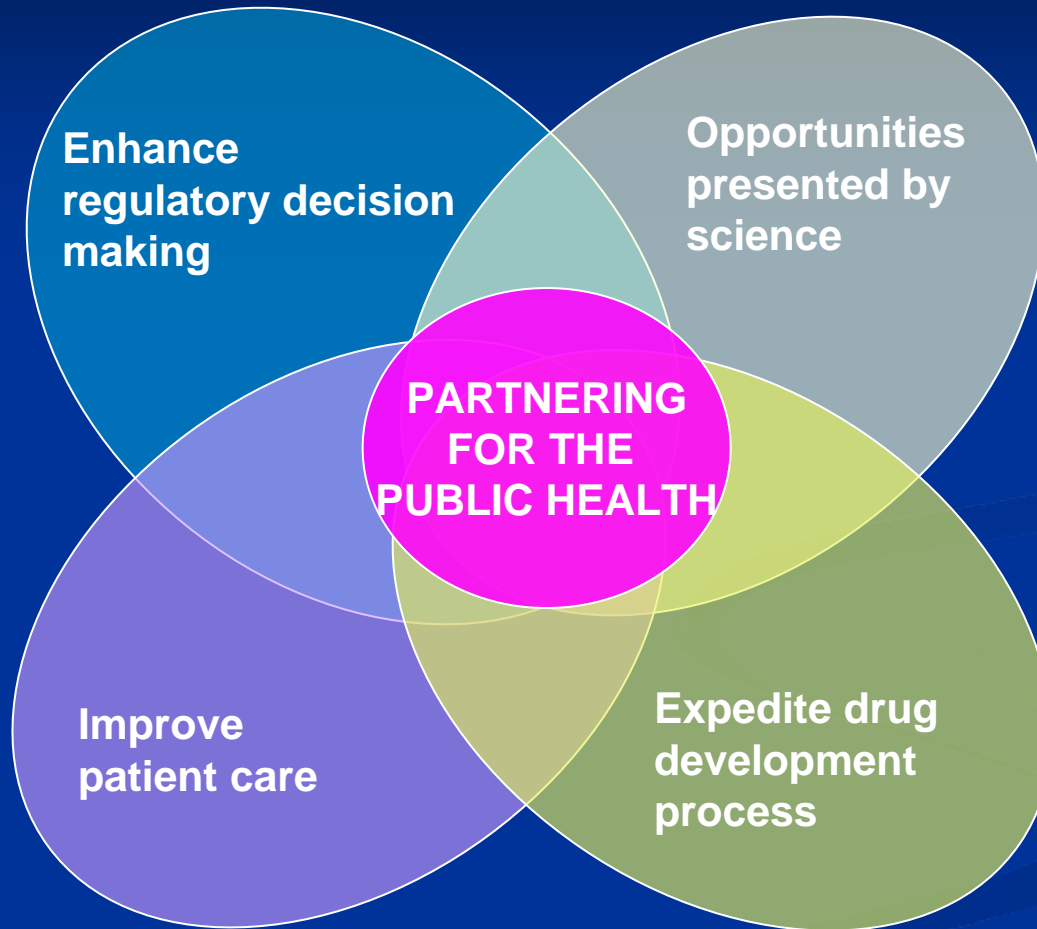 Enhance
regulatory decision
making
Opportunities
presented by
science
PARTNERING
FOR THE
PUBLIC HEALTH
Improve
patient care
Expedite drug
development
process